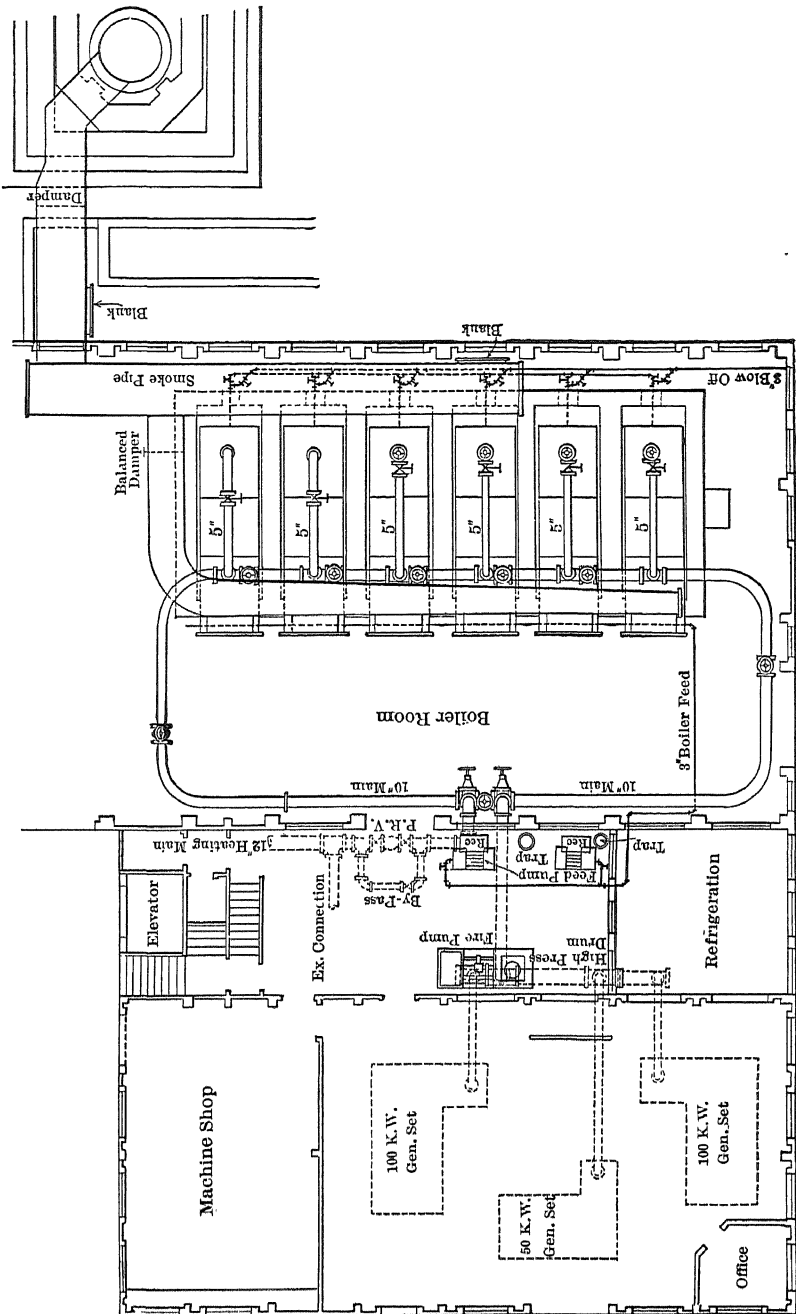 Damper
Blank
Blank
Smoke Pipe
3" Blow Off
Balanced
Damper
5"
5"
5"
5"
5"
5"
Boiler Room
3" Boiler Feed
10" Main
10" Main
P.R.V.
12" Heating Main
Rec
Rec
Trap
Trap
Feed Pump
By-Pass
Elevator
Ex. Connection
Fire Pump
High Press
Drum
Refrigeration
Machine Shop
100 K.W.
Gen. Set
100 K.W.
Gen. Set
50 K.W.
Gen. Set
Office